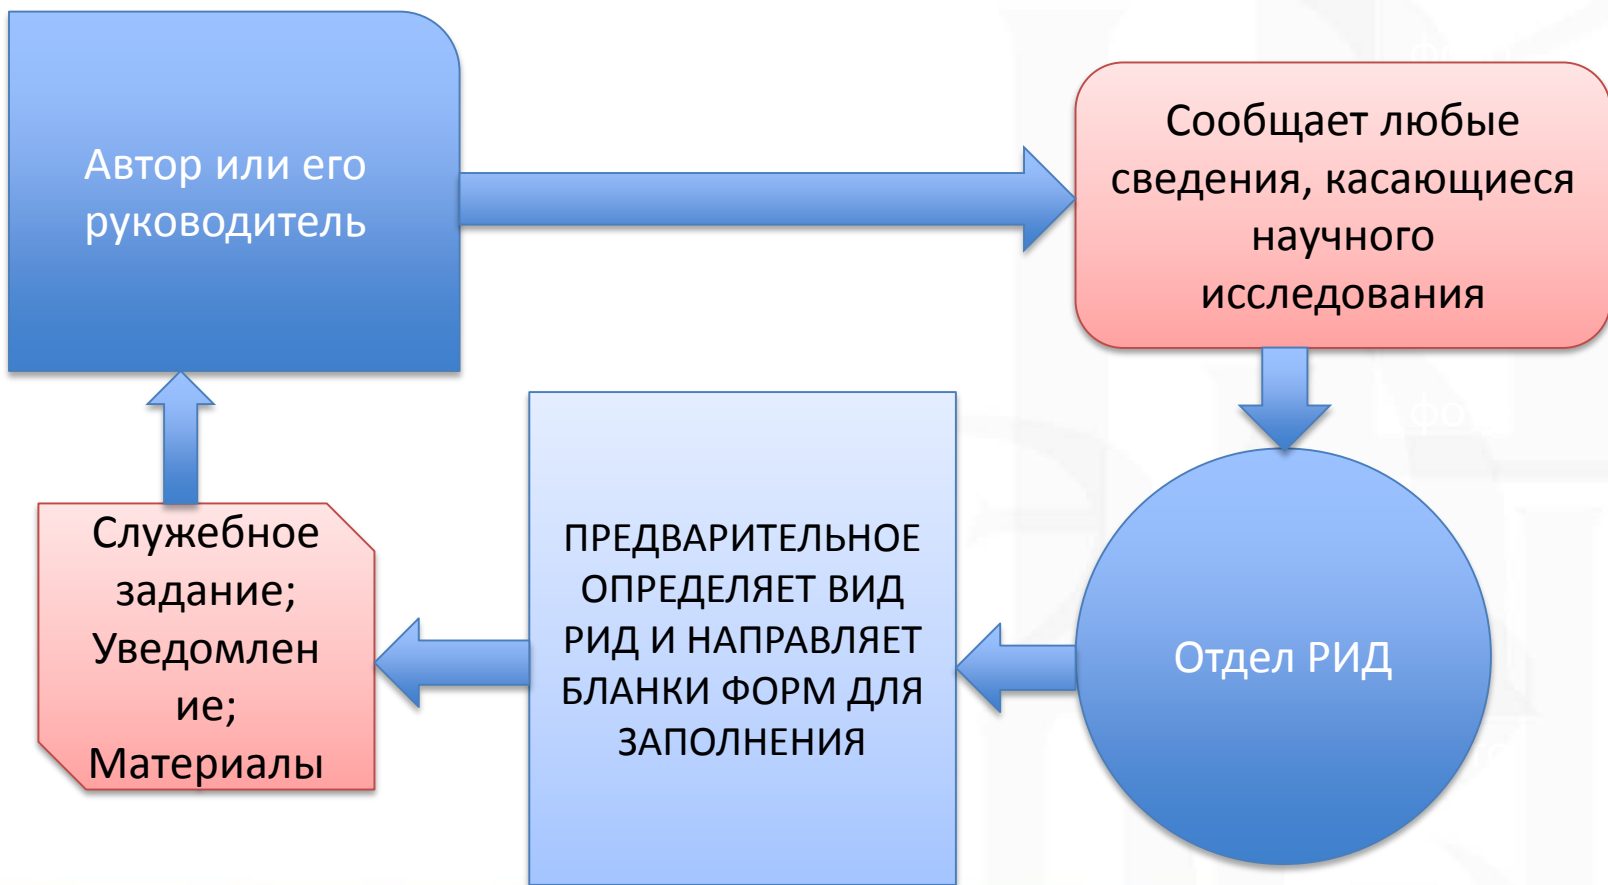 Автор или его
руководитель
Сообщает любые
сведения, касающиеся
научного
исследования
Отдел РИД
ПРЕДВАРИТЕЛЬНОЕ
ОПРЕДЕЛЯЕТ ВИД
РИД И НАПРАВЛЯЕТ
БЛАНКИ ФОРМ ДЛЯ
ЗАПОЛНЕНИЯ
Служебное
задание;
Уведомлен
ие;
Материалы